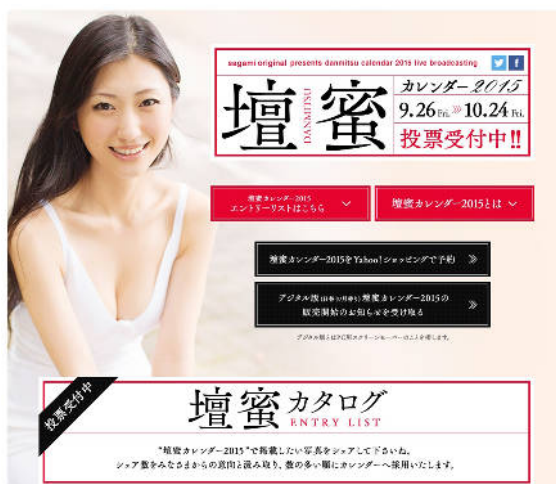 sagami original presents danmitsu calendar 2015 live broadcasting
壇蜜
DANMITSU
カレンダー2015
9.26 Fri. 10.24 Fri.
投票受付中!!
壇蜜カレンダー2015
エントリーリストはこちら
壇蜜カレンダー2015とは
壇蜜カレンダー2015をYahoo!ショッピングで予約
デジタル版
壇蜜カレンダー2015の
販売開始のお知らせを受け取る
投票受付中
壇蜜カタログ
ENTRY LIST
"壇蜜カレンダー2015"で掲載したい写真をシェアして下さいね。
シェア数をみなさまからの意向と汲み取り、数の多い順にカレンダーへ採用いたします。